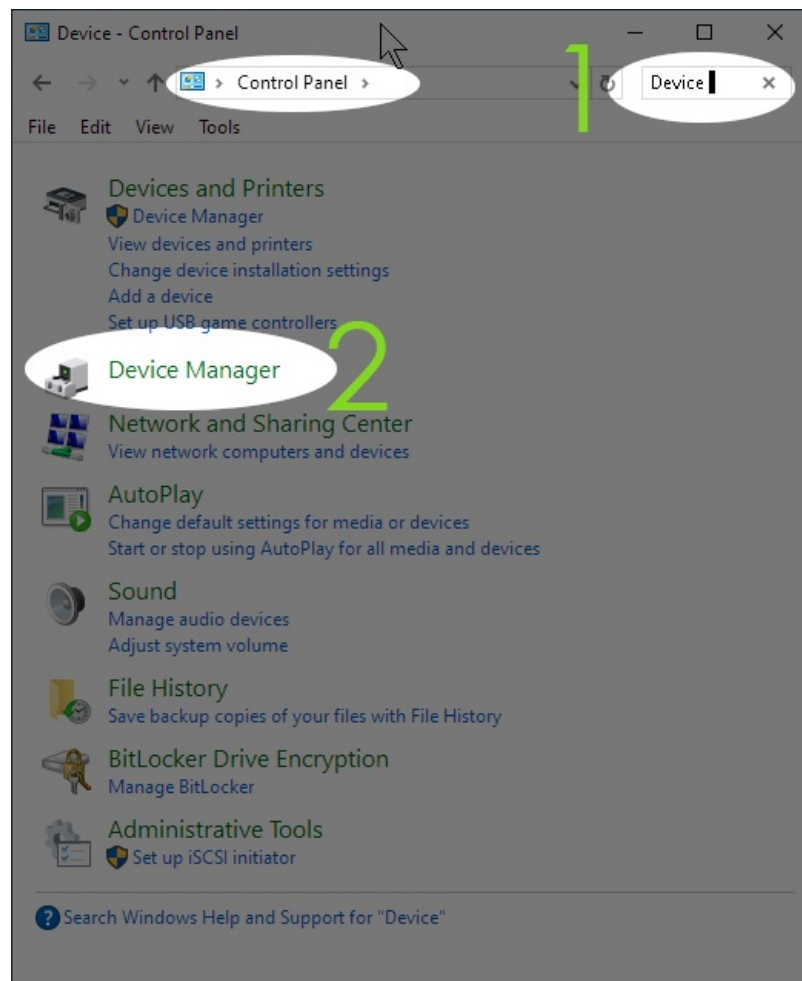 Device - Control Panel
Control Panel
1
Device
File Edit View Tools
Devices and Printers
Device Manager
View devices and printers
Change device installation settings
Add a device
Set up USB game controllers
Device Manager
2
Network and Sharing Center
View network computers and devices
AutoPlay
Change default settings for media or devices
Start or stop using AutoPlay for all media and devices
Sound
Manage audio devices
Adjust system volume
File History
Save backup copies of your files with File History
BitLocker Drive Encryption
Manage BitLocker
Administrative Tools
Set up iSCSI initiator
Search Windows Help and Support for "Device"